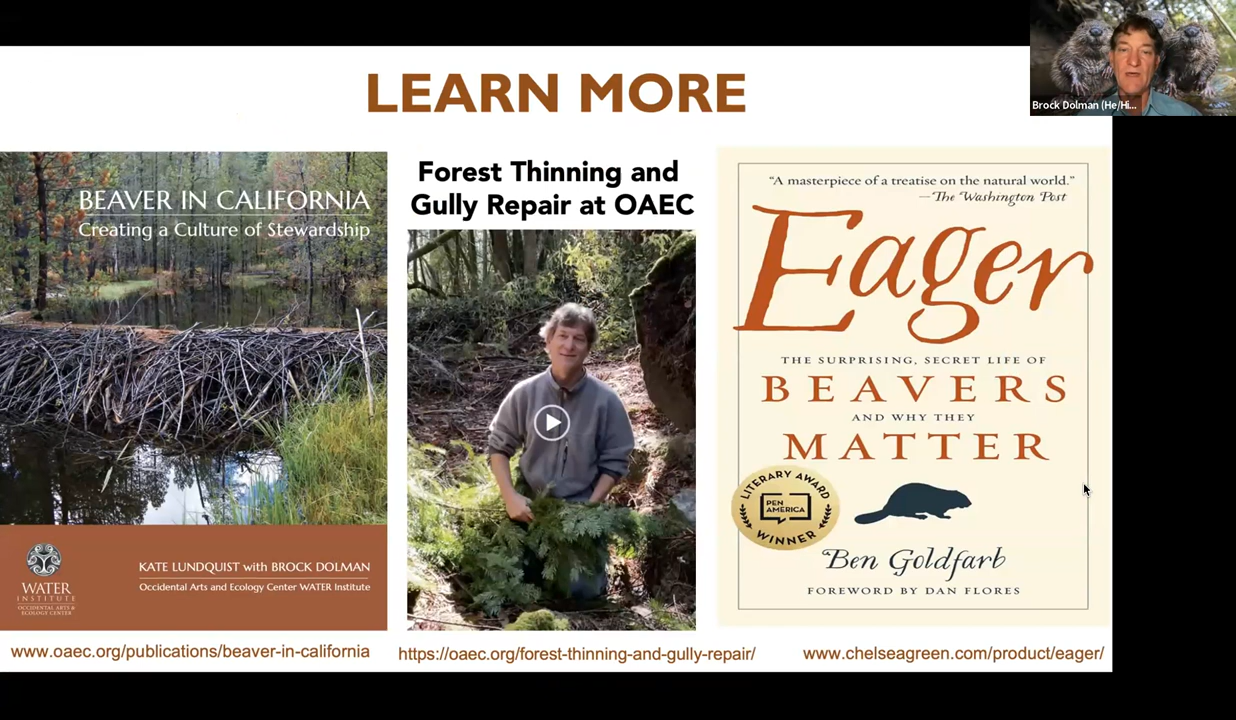 LEARN MORE
Brock Dolman (He/Hi...
BEAVER IN CALIFORNIA
Creating a Culture of Stewardship
WATER
INSTITUTE
OCCIDENTAL ARTS &
ECOLOGY CENTER
KATE LUNDQUIST with BROCK DOLMAN
Occidental Arts and Ecology Center WATER Institute
www.oaec.org/publications/beaver-in-california
Forest Thinning and
Gully Repair at OAEC
https://oaec.org/forest-thinning-and-gully-repair/
“A masterpiece of a treatise on the natural world.”
—The Washington Post
Eager
THE SURPRISING, SECRET LIFE OF
BEAVERS
AND WHY THEY
MATTER
LITERARY AWARD
PEN
AMERICA
WINNER
Ben Goldfarb
FOREWORD BY DAN FLORES
www.chelseagreen.com/product/eager/